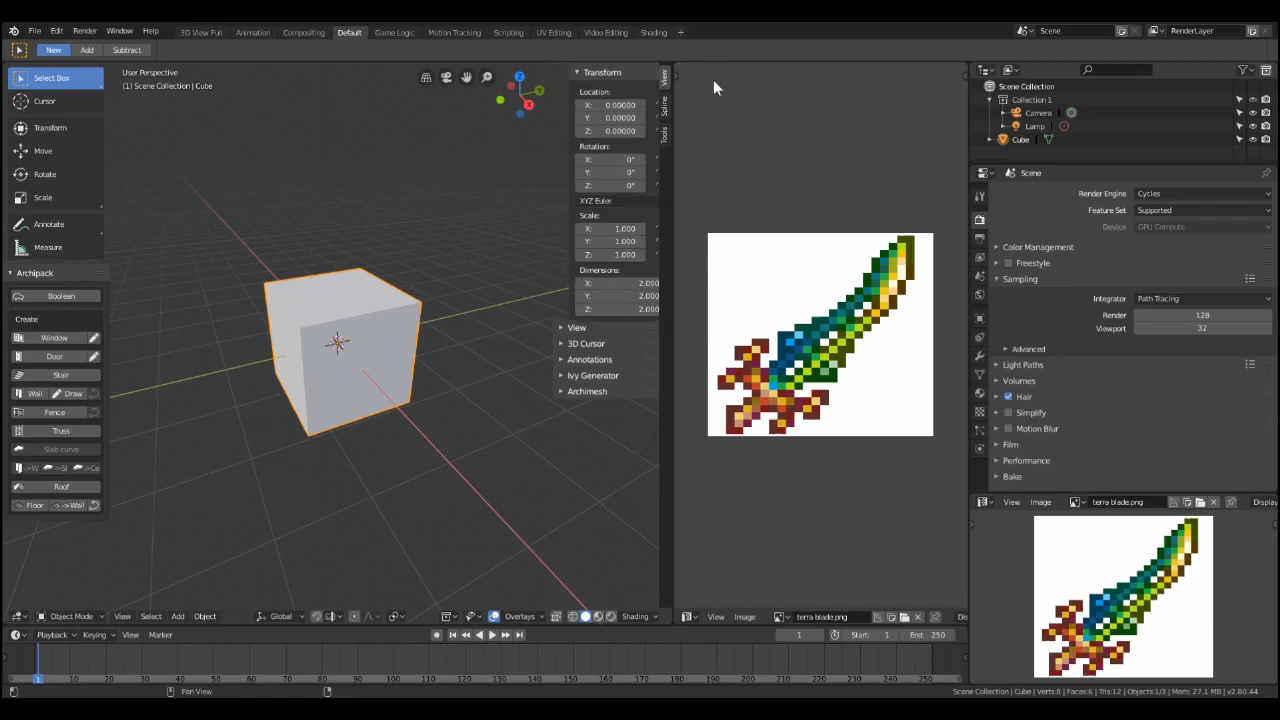 File Edit Render Window Help 3D View Full Animation Compositing Default Game Logic Motion Tracking Scripting UV Editing Video Editing Shading + Scene RenderLayer
New Add Subtract
Select Box
Cursor
Transform
Move
Rotate
Scale
Annotate
Measure
Archipack
Boolean
Create
Window
Door
Stair
Wall Draw
Fence
Truss
Slab curve
->W ->Sl ->Ce
Roof
Floor ->Wall
User Perspective
(1) Scene Collection | Cube
Z
Y
X
Transform
Location:
X: 0.00000
Y: 0.00000
Z: 0.00000
Rotation:
X: 0°
Y: 0°
Z: 0°
XYZ Euler
Scale:
X: 1.000
Y: 1.000
Z: 1.000
Dimensions:
X: 2.000
Y: 2.000
Z: 2.000
View
3D Cursor
Annotations
Ivy Generator
Archimesh
View
Spline
Tools
Object Mode View Select Add Object Global Overlays Shading
View Image terra blade.png Dis
Scene Collection
Collection 1
Camera
Lamp
Cube
Scene
Render Engine Cycles
Feature Set Supported
Device GPU Compute
Color Management
Freestyle
Sampling
Integrator Path Tracing
Render 128
Viewport 32
Advanced
Light Paths
Volumes
Hair
Simplify
Motion Blur
Film
Performance
Bake
View Image terra blade.png Display
Playback Keying View Marker 1 Start: 1 End: 250
1 10 20 30 40 50 60 70 80 90 100 110 120 130 140 150 160 170 180 190 200 210 220 230 240 250
Pan View
Scene Collection | Cube | Verts:8 | Faces:6 | Tris:12 | Objects:1/3 | Mem: 27.1 MB | v2.80.44